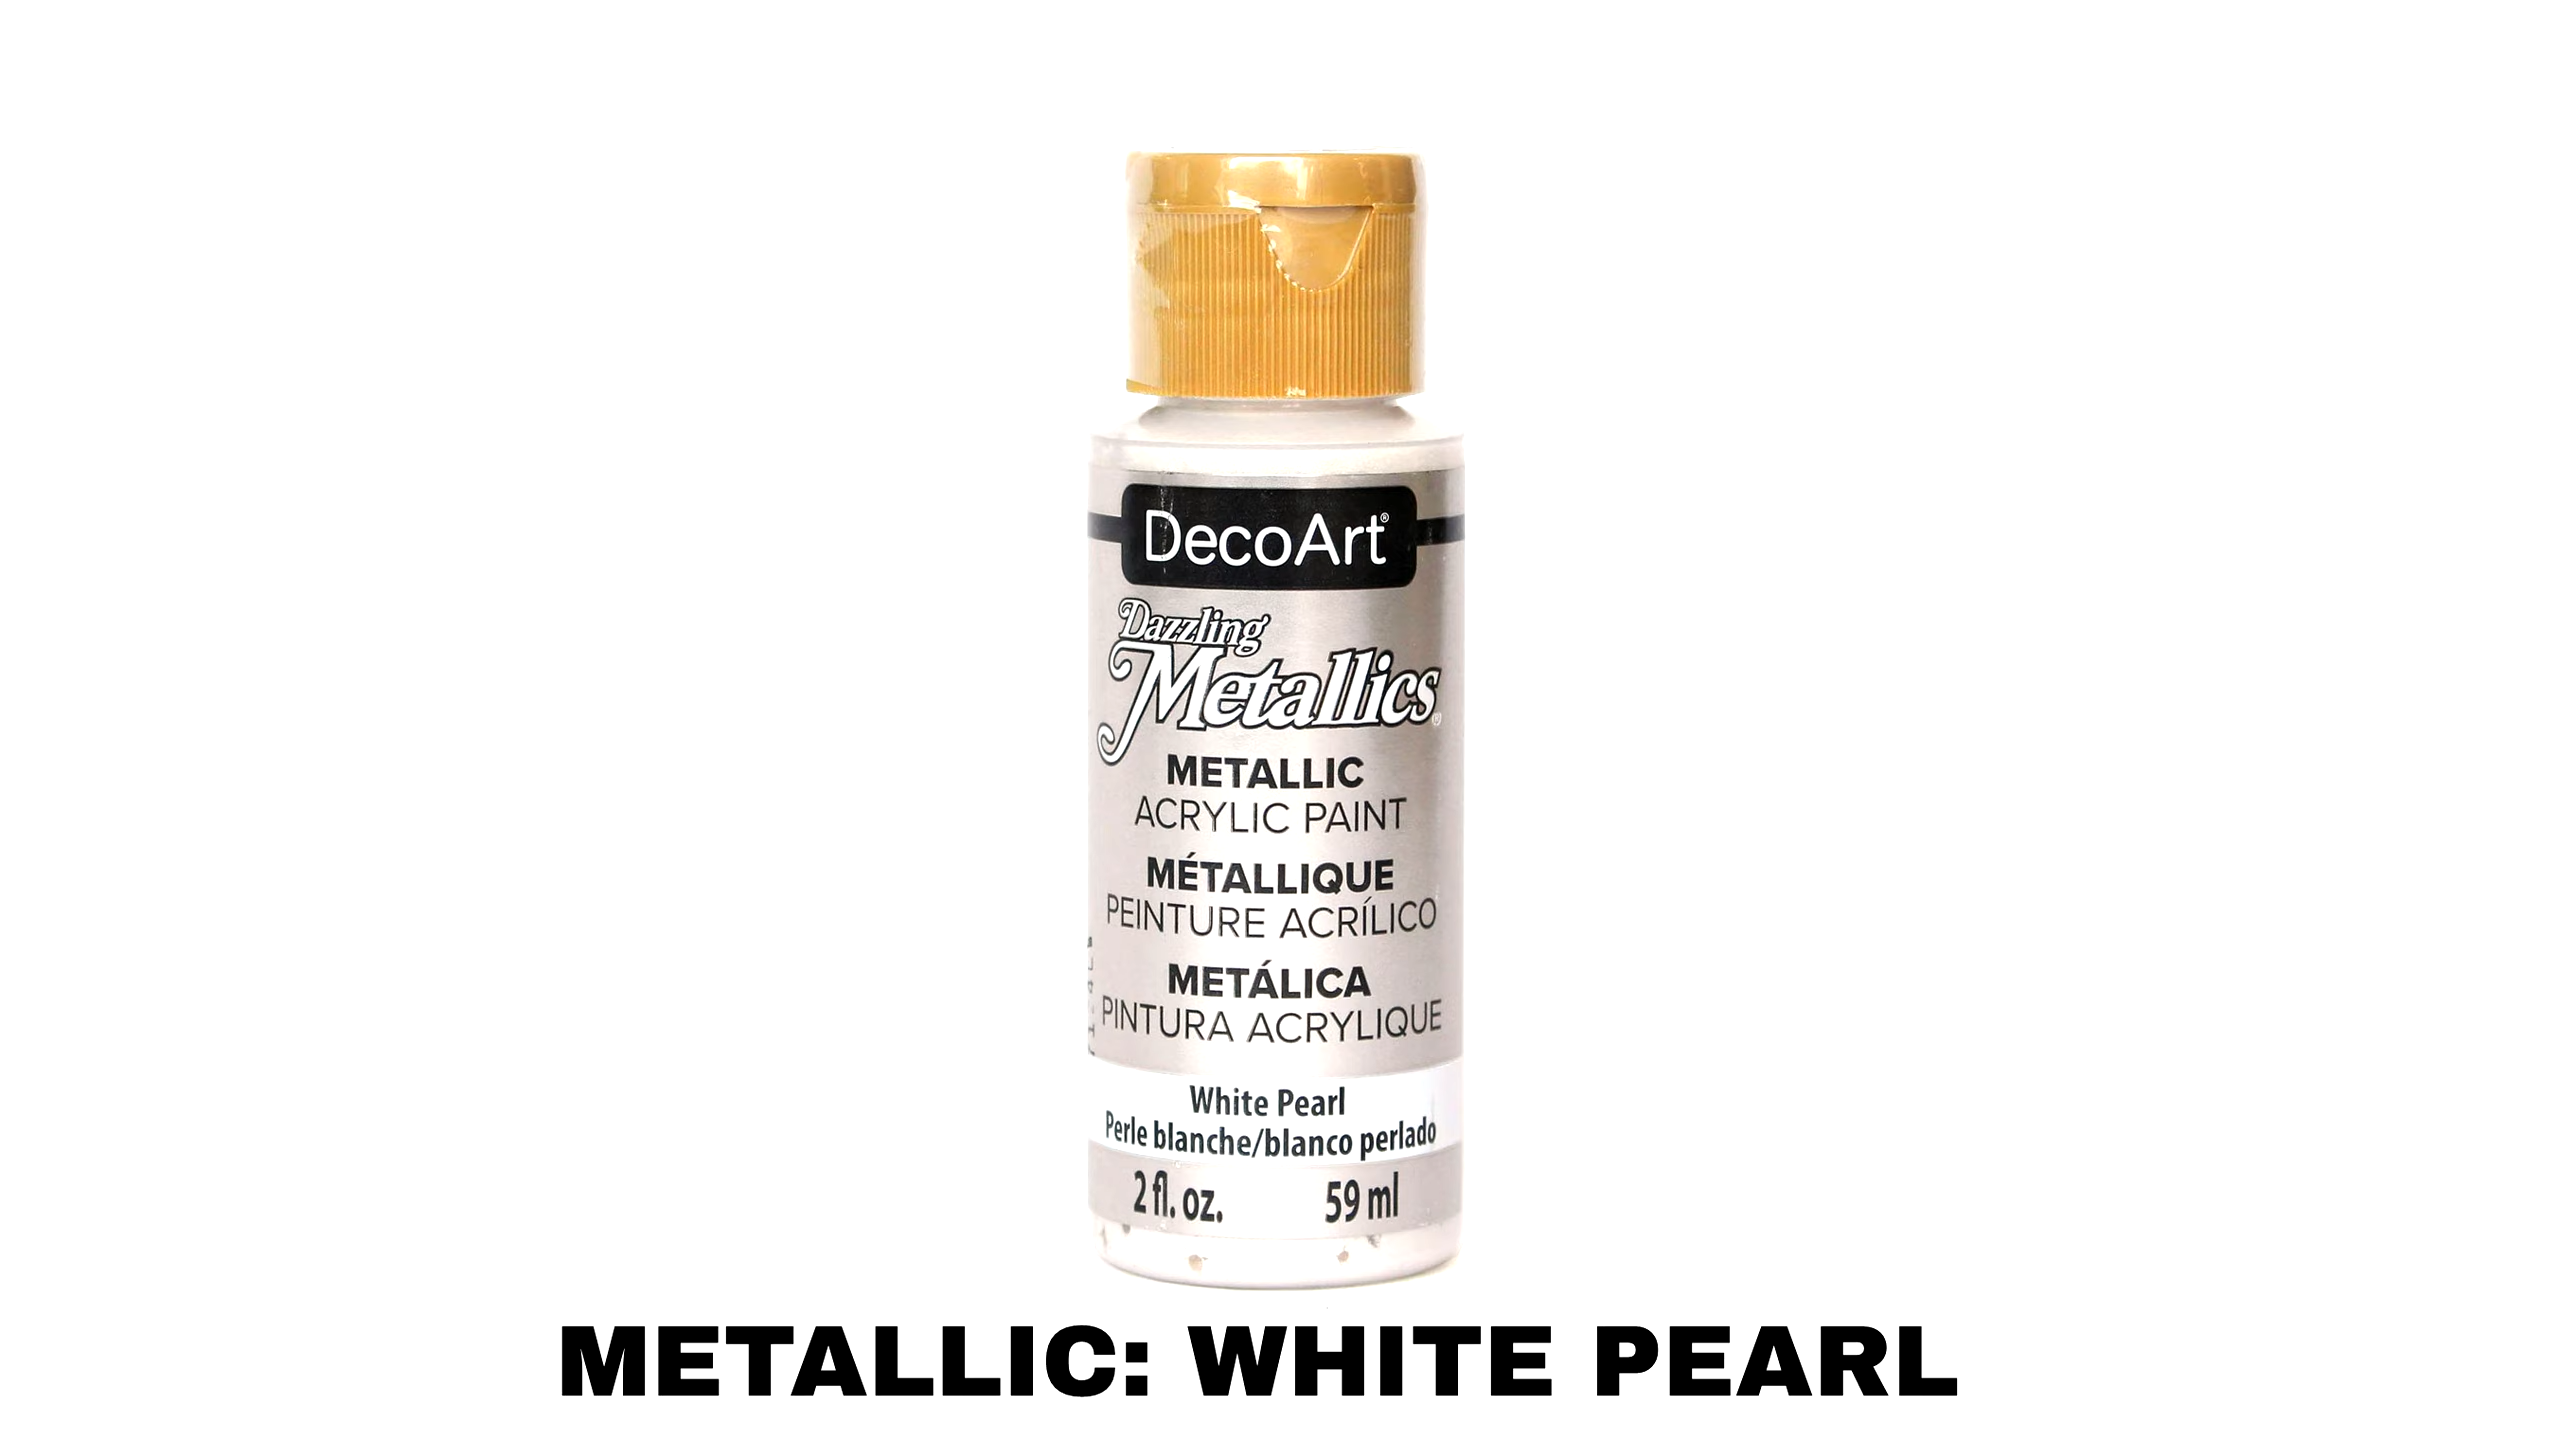 DecoArt®
Dazzling
Metallics®
METALLIC
ACRYLIC PAINT
MÉTALLIQUE
PEINTURE ACRÍLICO
METÁLICA
PINTURA ACRYLIQUE
White Pearl
Perle blanche/blanco perlado
2 fl. oz. 59 ml
METALLIC: WHITE PEARL